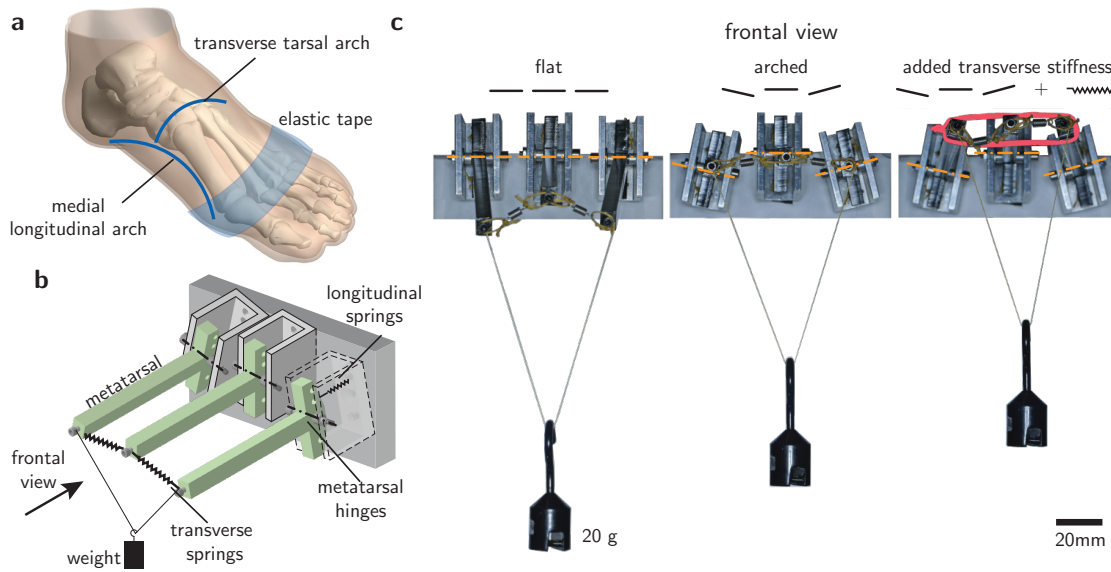 a
transverse tarsal arch
elastic tape
medial
longitudinal arch
b
longitudinal
springs
metatarsal
frontal
view
metatarsal
hinges
transverse
springs
weight
c
frontal view
flat
arched
added transverse stiffness
+
20 g
20mm